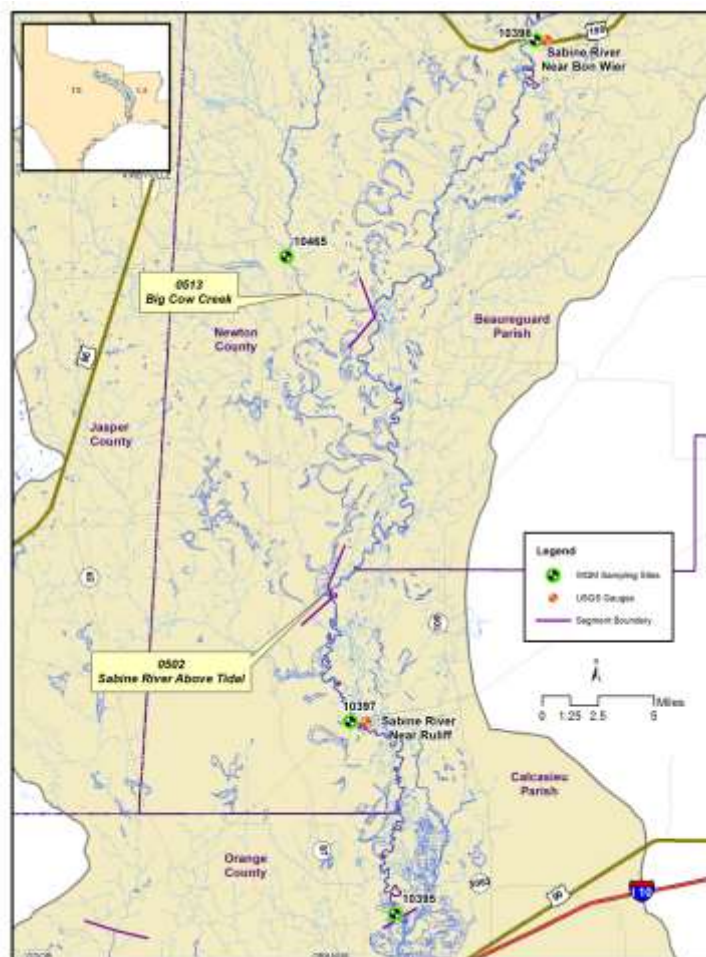 TX
LA
10398
190
Sabine River
Near Bon Wier
10465
0513
Big Cow Creek
Newton
County
Beauregard
Parish
96
Jasper
County
Legend
WQM Sampling Sites
USGS Gauges
Segment Boundary
0502
Sabine River Above Tidal
N
0 1.25 2.5 5
Miles
10397
Sabine River
Near Ruliff
Calcasieu
Parish
Orange
County
10395
90
I 10